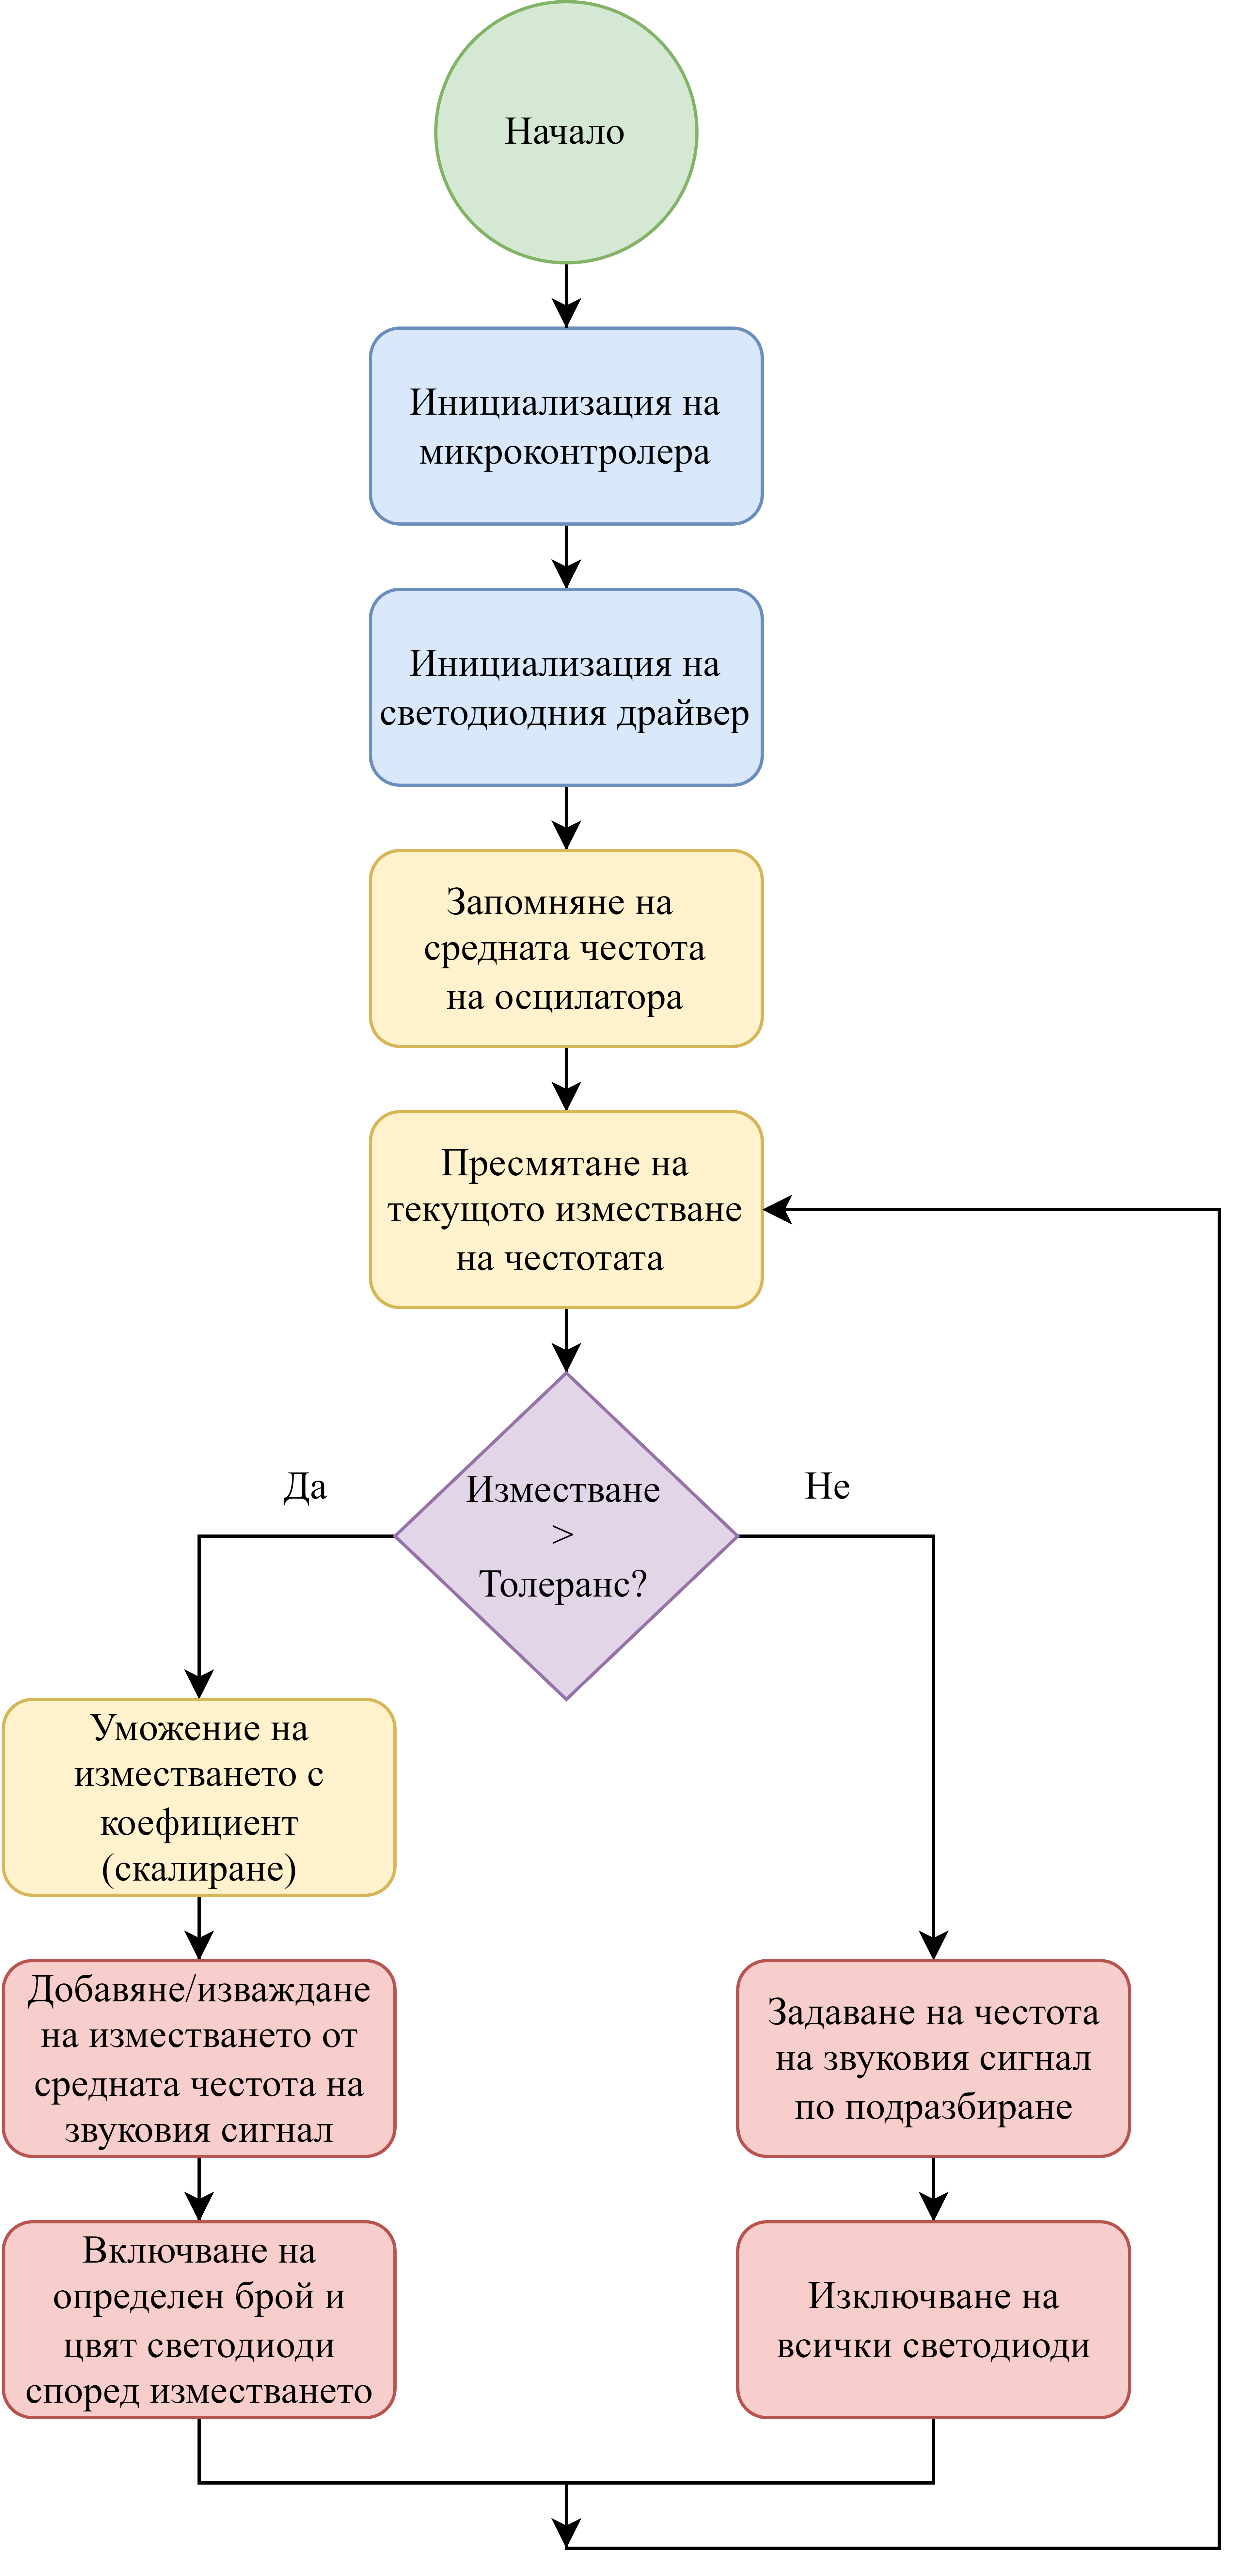 Начало
Инициализация на
микроконтролера
Инициализация на
светодиодния драйвер
Запомняне на
средната честота
на осцилатора
Пресмятане на
текущото изместване
на честотата
Изместване
>
Толеранс?
Да
Не
Уможение на
изместването с
коефициент
(скалиране)
Добавяне/изваждане
на изместването от
средната честота на
звуковия сигнал
Включване на
определен брой и
цвят светодиоди
според изместването
Задаване на честота
на звуковия сигнал
по подразбиране
Изключване на
всички светодиоди